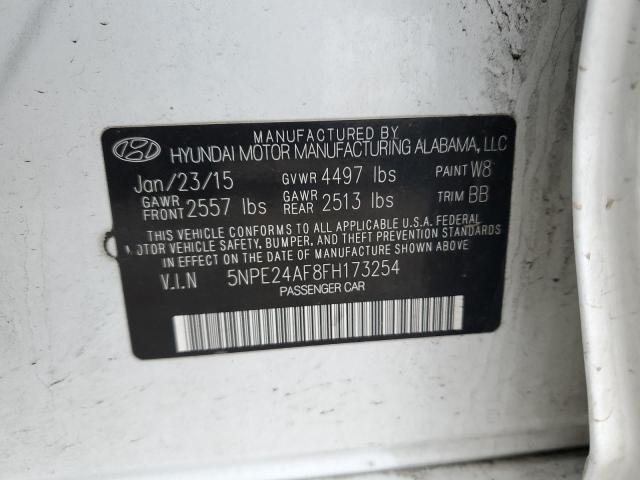 MANUFACTURED BY
HYUNDAI MOTOR MANUFACTURING ALABAMA, LLC
Jan/23/15 GVWR 4497 lbs PAINT W8
GAWR FRONT 2557 lbs GAWR REAR 2513 lbs TRIM BB
THIS VEHICLE CONFORMS TO ALL APPLICABLE U.S.A. FEDERAL
MOTOR VEHICLE SAFETY, BUMPER, AND THEFT PREVENTION STANDARDS
IN EFFECT ON THE DATE OF MANUFACTURE SHOWN ABOVE.
V.I.N 5NPE24AF8FH173254
PASSENGER CAR